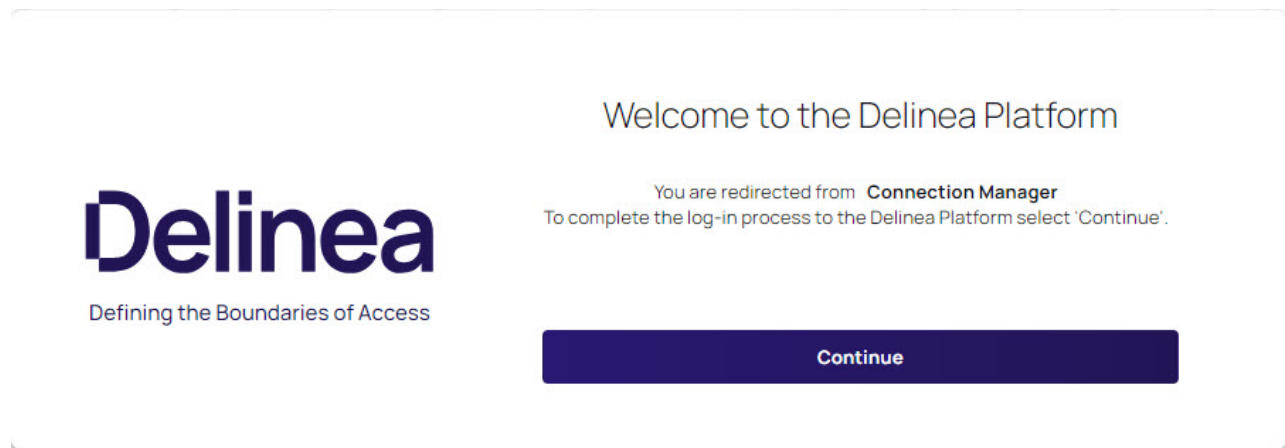 Delinea
Defining the Boundaries of Access
Welcome to the Delinea Platform
You are redirected from Connection Manager
To complete the log-in process to the Delinea Platform select 'Continue'.
Continue